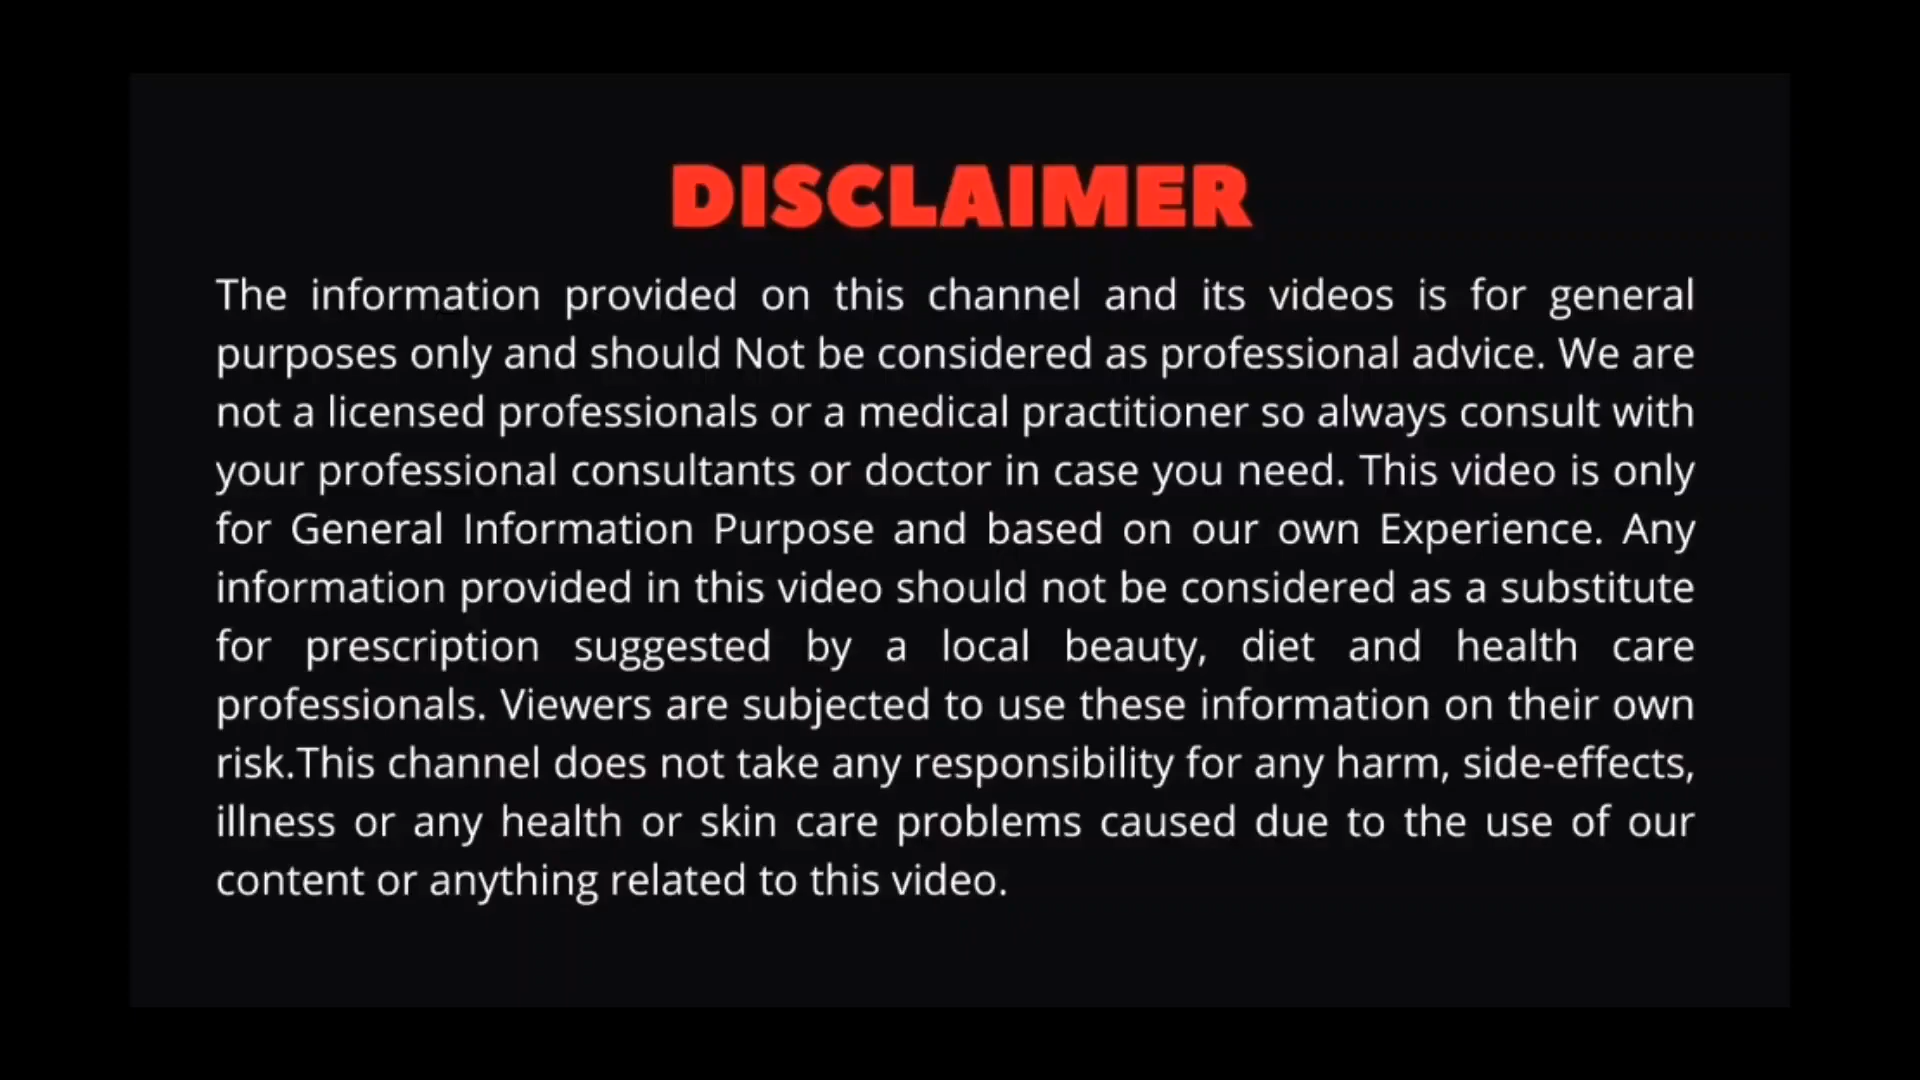 DISCLAIMER
The information provided on this channel and its videos is for general
purposes only and should Not be considered as professional advice. We are
not a licensed professionals or a medical practitioner so always consult with
your professional consultants or doctor in case you need. This video is only
for General Information Purpose and based on our own Experience. Any
information provided in this video should not be considered as a substitute
for prescription suggested by a local beauty, diet and health care
professionals. Viewers are subjected to use these information on their own
risk.This channel does not take any responsibility for any harm, side-effects,
illness or any health or skin care problems caused due to the use of our
content or anything related to this video.